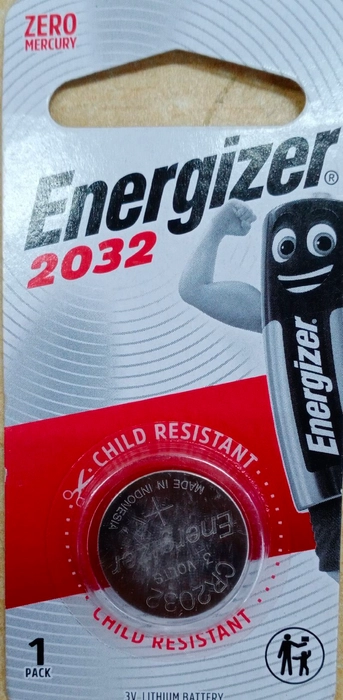 ZERO
MERCURY
Energizer®
2032
Energizer.
CHILD RESISTANT
MADE IN INDONESIA
+
Energizer
3 VOLTS
CR2032
CHILD RESISTANT
1
PACK
3V LITHIUM BATTERY